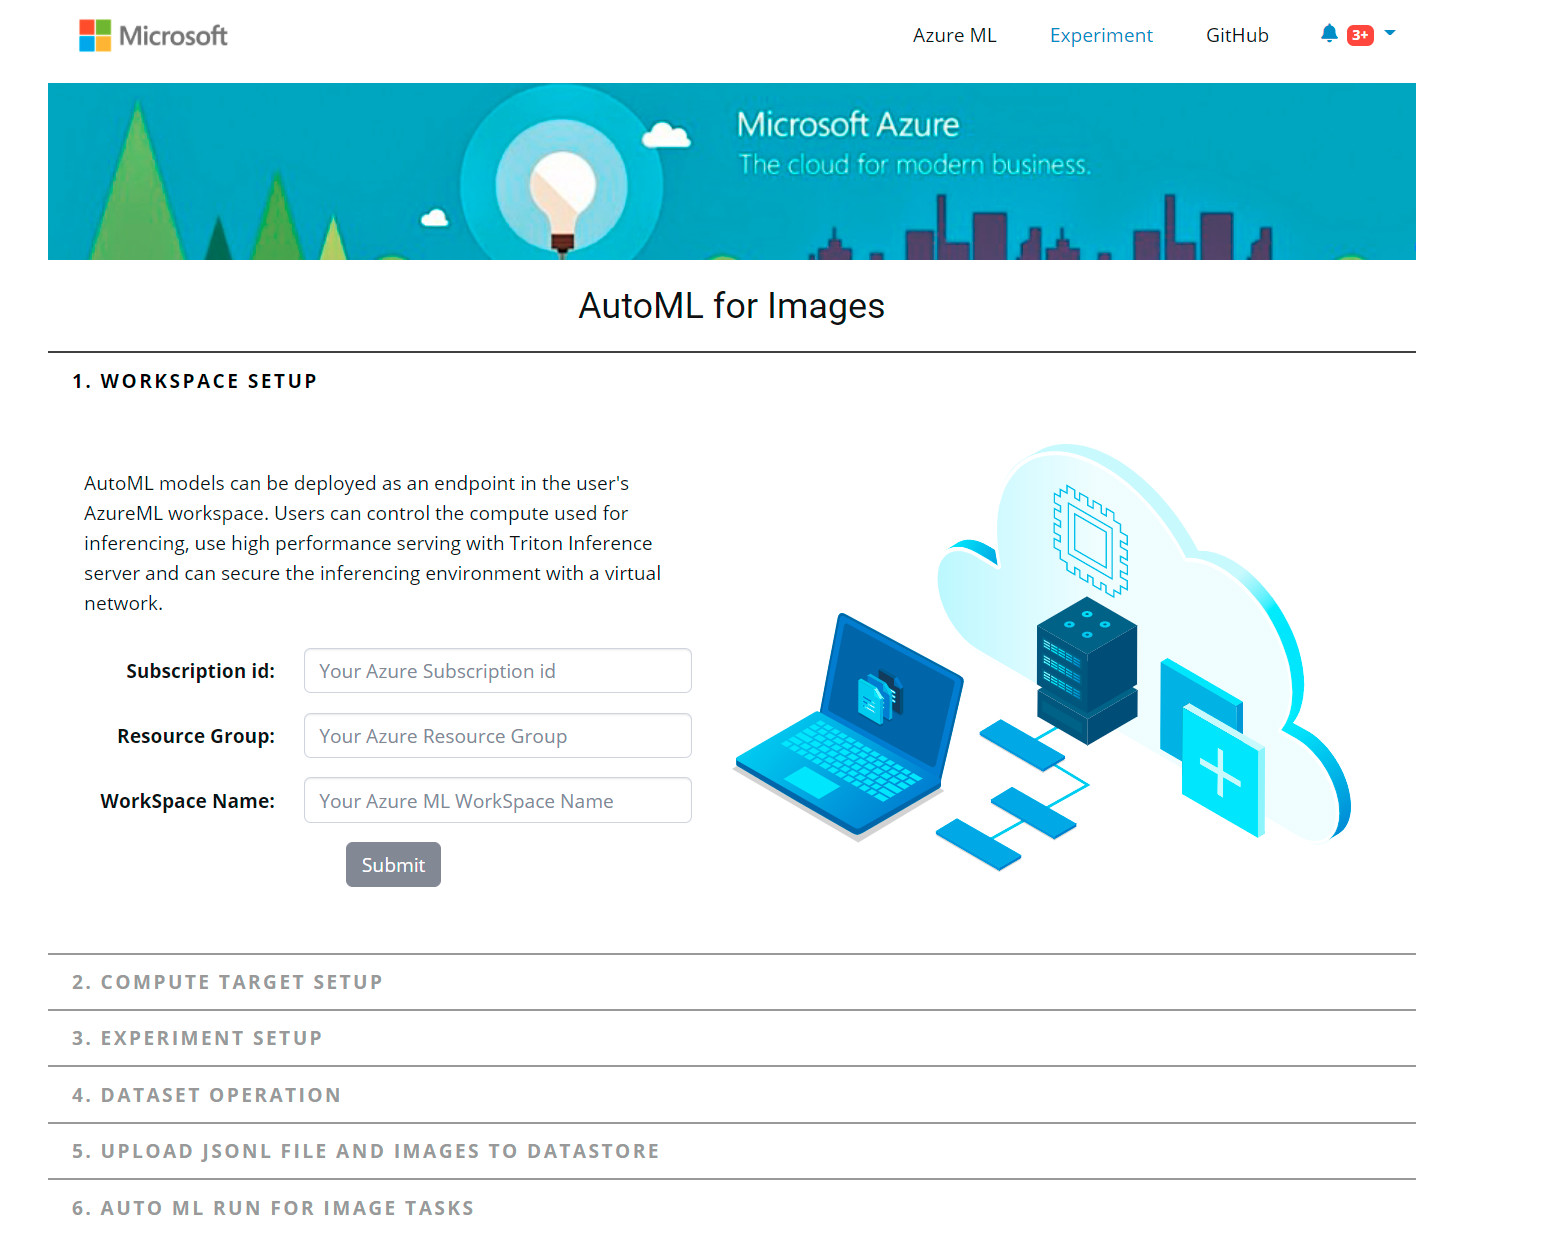 Microsoft
Azure ML
Experiment
GitHub
3+
Microsoft Azure
The cloud for modern business.
AutoML for Images
1. WORKSPACE SETUP
AutoML models can be deployed as an endpoint in the user's
AzureML workspace. Users can control the compute used for
inferencing, use high performance serving with Triton Inference
server and can secure the inferencing environment with a virtual
network.
Subscription id:
Your Azure Subscription id
Resource Group:
Your Azure Resource Group
WorkSpace Name:
Your Azure ML WorkSpace Name
Submit
2. COMPUTE TARGET SETUP
3. EXPERIMENT SETUP
4. DATASET OPERATION
5. UPLOAD JSONL FILE AND IMAGES TO DATASTORE
6. AUTO ML RUN FOR IMAGE TASKS